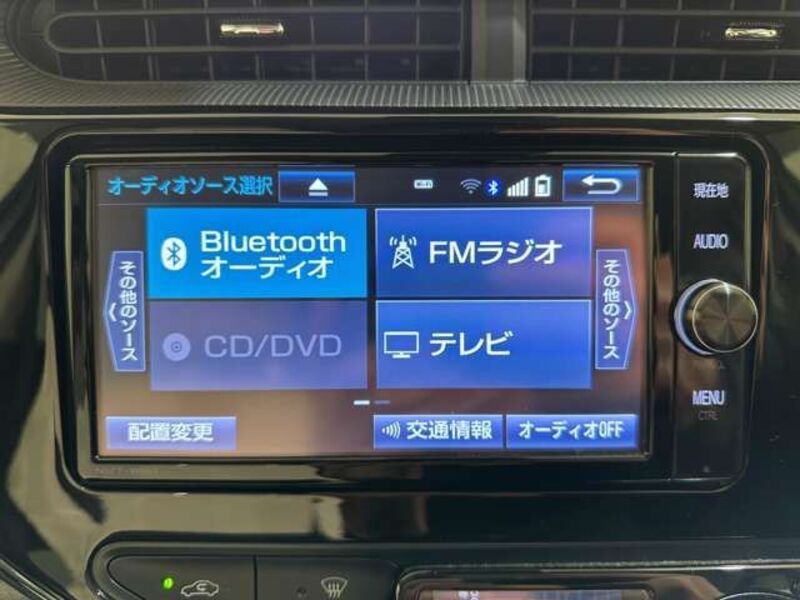 オーディオソース選択
Wi-Fi
現在地
Bluetooth
オーディオ
FMラジオ
AUDIO
その他のソース
その他のソース
CD/DVD
テレビ
MENU
CTRL
配置変更
交通情報
オーディオOFF